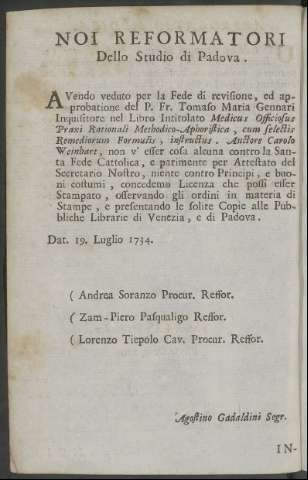 NOI REFORMATORI
Dello Studio di Padova.
AVendo veduto per la Fede di revisione, ed ap-
probatione del P. Fr. Tomaso Maria Gennari
Inquisitore nel Libro Intitolato Medicus Officiosus
Praxi Rationali Methodico-Aphoristica, cum selectis
Remediorum Formulis, instructus. Auctore Carolo
Weinhart, non v' esser cosa alcuna contro la San-
ta Fede Cattolica, e parimente per Attestato del
Secretario Nostro, niente contro Principi, e buo-
ni costumi, concedemo Licenza che possi esser
Stampato, osservando gli ordini in materia di
Stampe, e presentando le solite Copie alle Pub-
bliche Librarie di Venezia, e di Padova.
Dat. 19. Luglio 1734.
( Andrea Soranzo Procur. Reffor.
( Zam-Piero Pasqualigo Reffor.
( Lorenzo Tiepolo Cav. Procur. Reffor.
Agostino Gadaldini Segr.
IN-